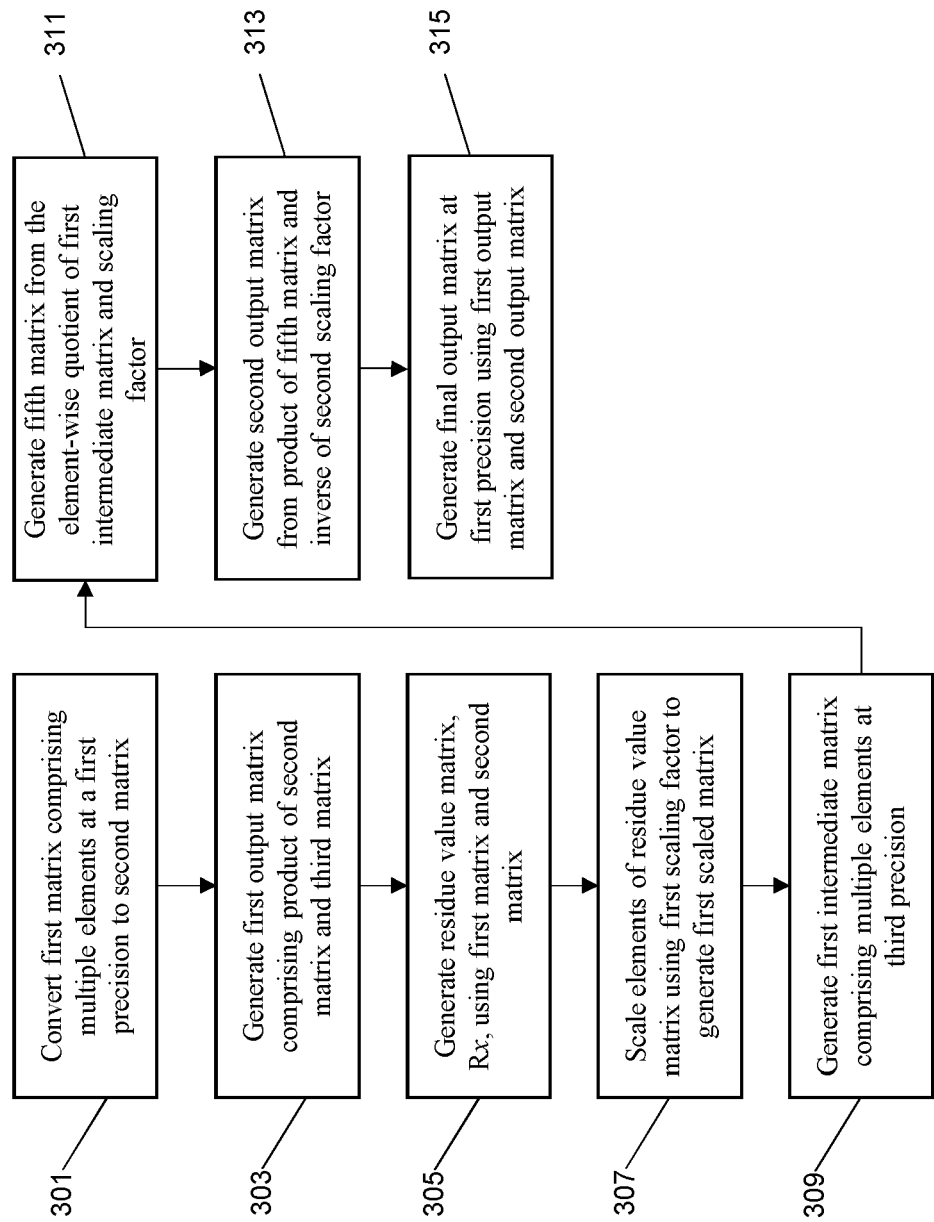 301
Convert first matrix comprising
multiple elements at a first
precision to second matrix
303
Generate first output matrix
comprising product of second
matrix and third matrix
305
Generate residue value matrix,
Rx, using first matrix and second
matrix
307
Scale elements of residue value
matrix using first scaling factor to
generate first scaled matrix
309
Generate first intermediate matrix
comprising multiple elements at
third precision
311
Generate fifth matrix from the
element-wise quotient of first
intermediate matrix and scaling
factor
313
Generate second output matrix
from product of fifth matrix and
inverse of second scaling factor
315
Generate final output matrix at
first precision using first output
matrix and second output matrix